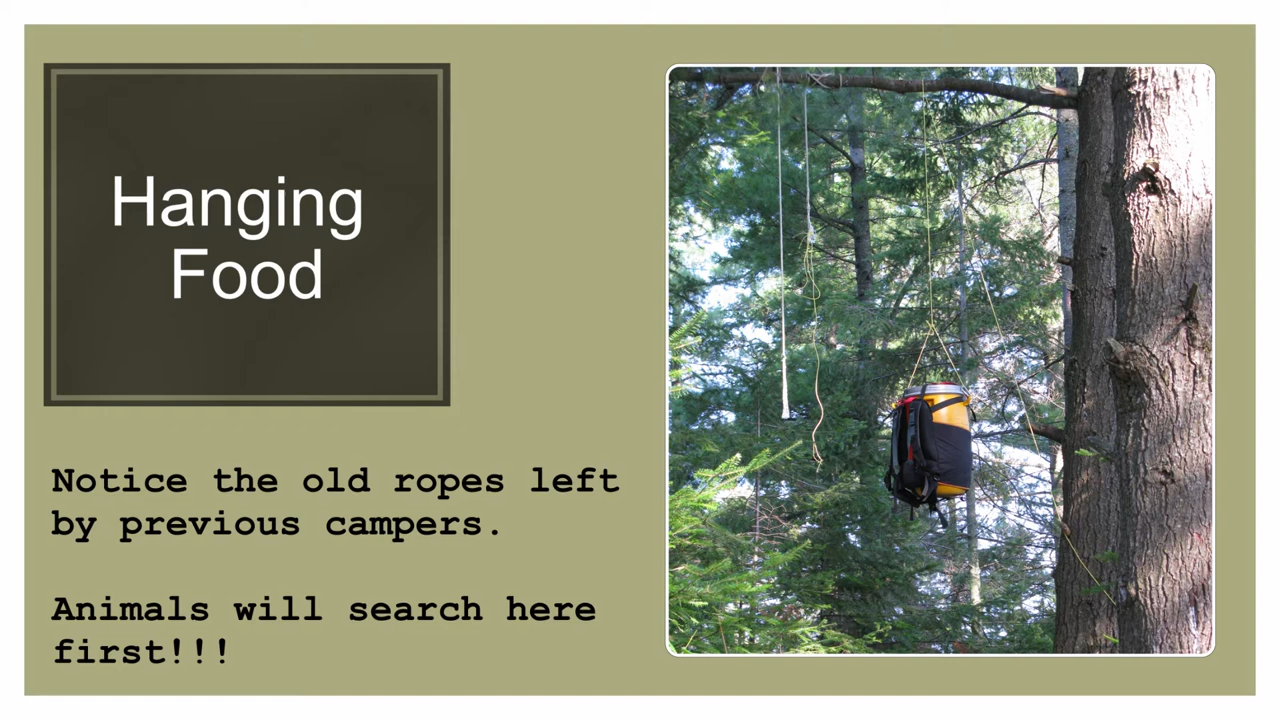 Hanging
Food
Notice the old ropes left
by previous campers.
Animals will search here
first!!!